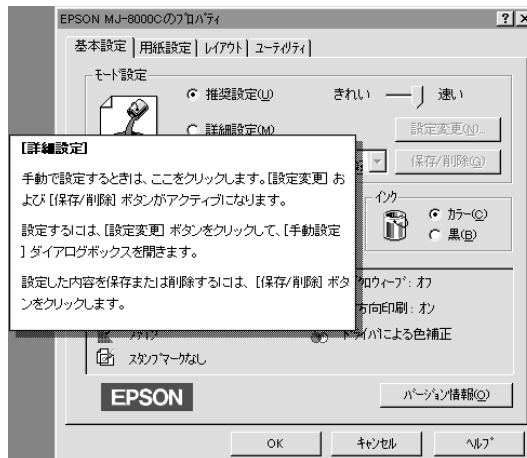 EPSON MJ-8000Cのプロパティ
基本設定 用紙設定 レイアウト ユーティリティ
モード設定
推奨設定(U) きれい 速い
詳細設定(M) 設定変更(N)...
保存/削除(G)
[詳細設定]
手動で設定するときは、ここをクリックします。[設定変更] お
よび [保存/削除] ボタンがアクティブになります。
設定するには、[設定変更] ボタンをクリックして、[手動設定
] ダイアログボックスを開きます。
設定した内容を保存または削除するには、[保存/削除] ボタ
ンをクリックします。
インク
カラー(C)
黒(B)
クロウィーブ: オフ
方向印刷: オン
ファイン ドライバによる色補正
スタンプマークなし
EPSON
バージョン情報(O)
OK キャンセル ヘルプ